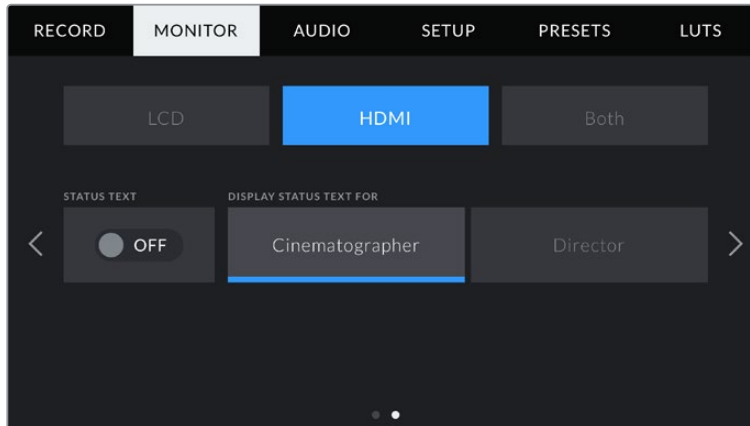 RECORD MONITOR AUDIO SETUP PRESETS LUTS
LCD HDMI Both
STATUS TEXT DISPLAY STATUS TEXT FOR
OFF Cinematographer Director